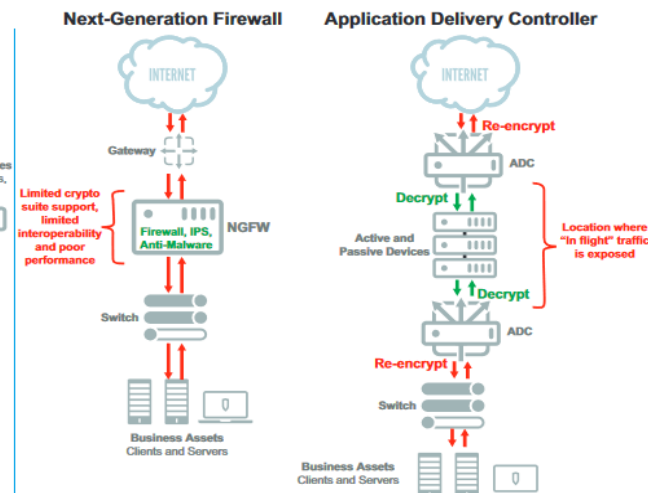 Next-Generation Firewall
INTERNET
Gateway
Limited crypto
suite support,
limited
interoperability
and poor
performance
Firewall, IPS,
Anti-Malware
NGFW
Switch
Business Assets
Clients and Servers
Application Delivery Controller
INTERNET
Re-encrypt
ADC
Decrypt
Active and
Passive Devices
Location where
“In flight” traffic
is exposed
Decrypt
ADC
Re-encrypt
Switch
Business Assets
Clients and Servers